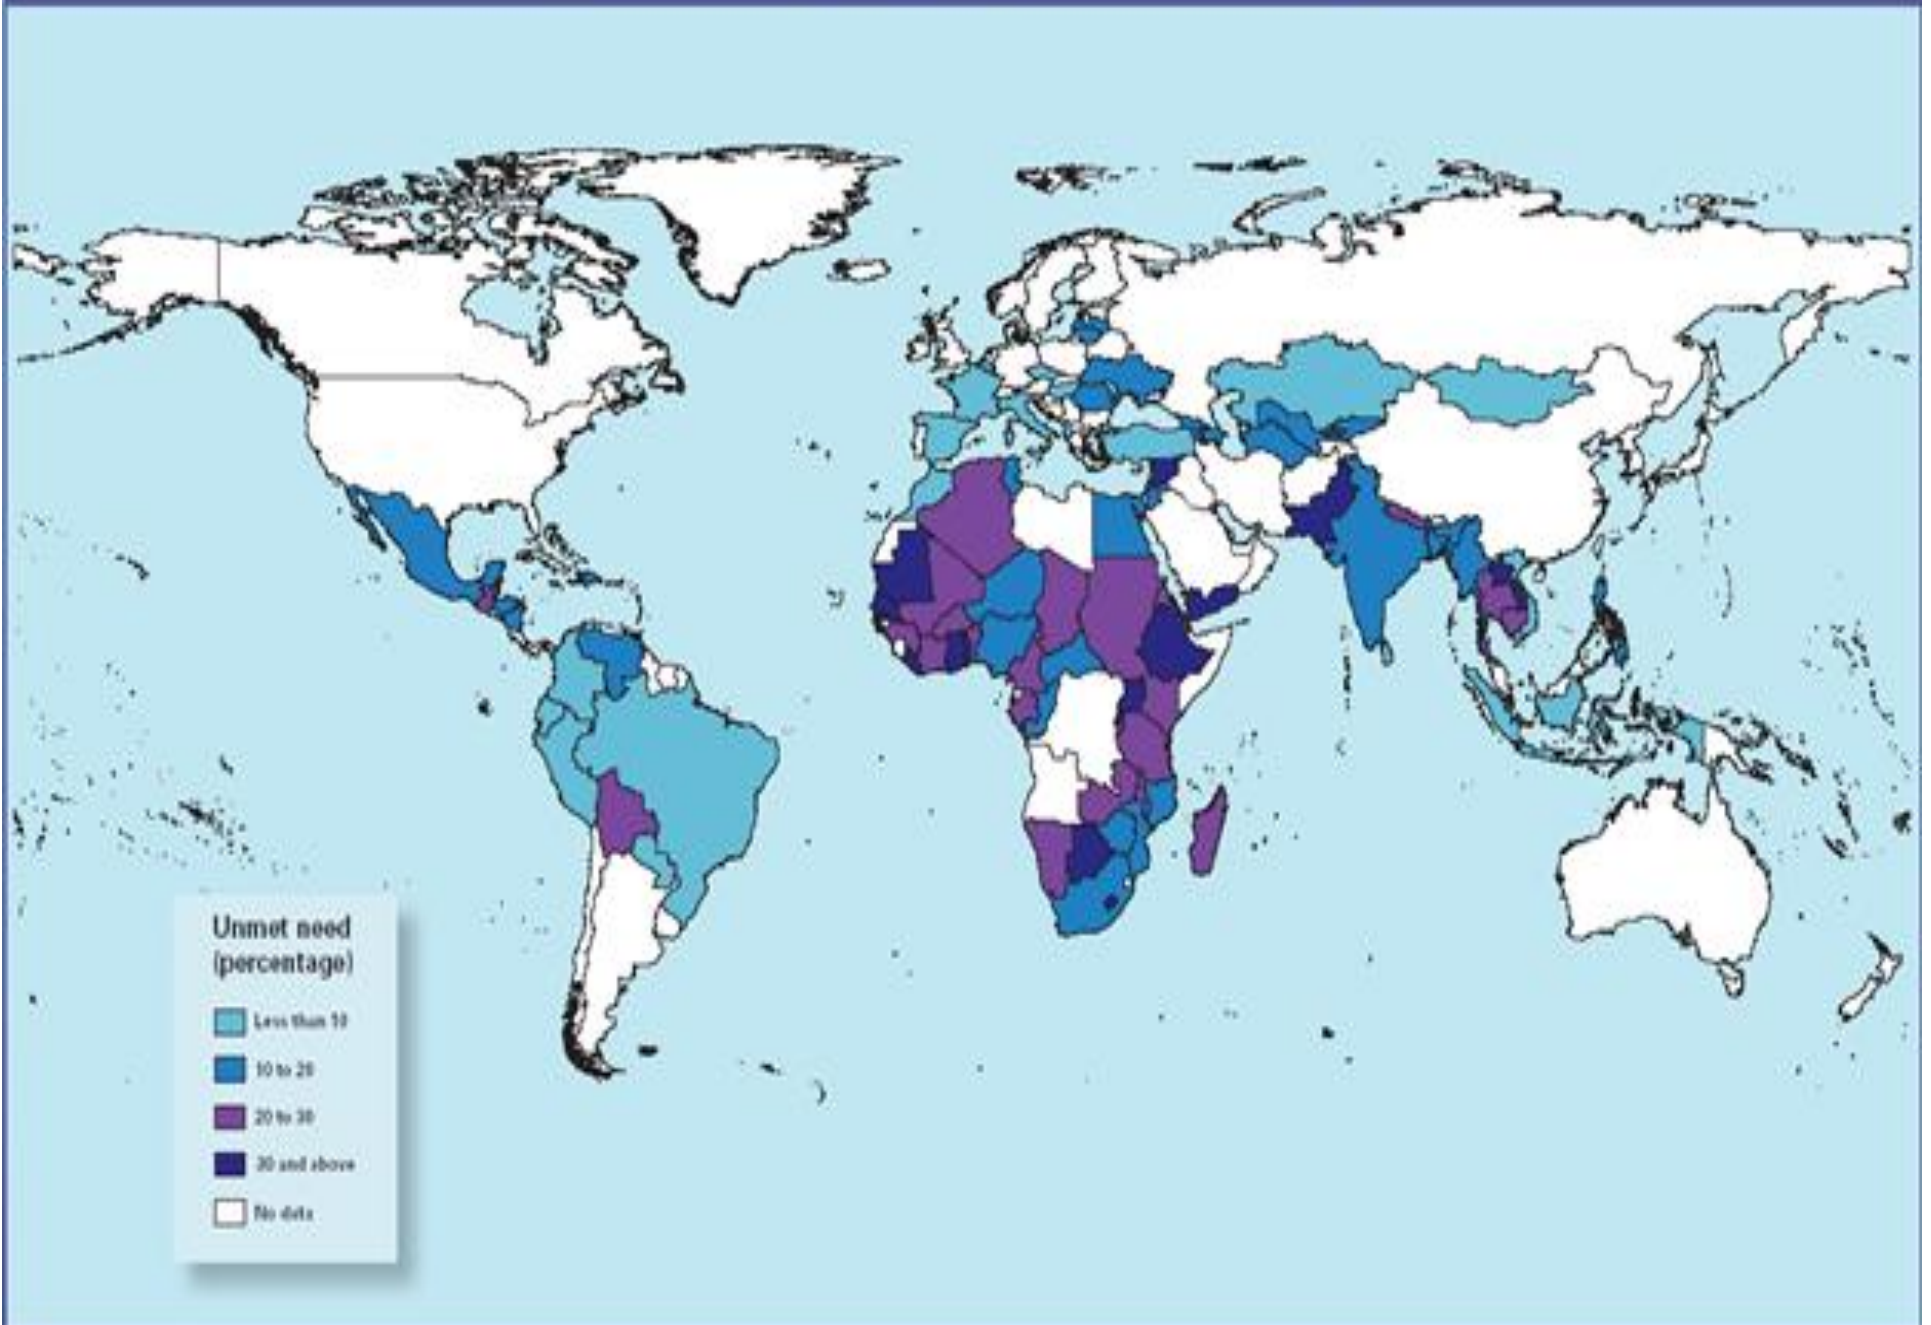 Unmet need
(percentage)
Less than 10
10 to 20
20 to 30
30 and above
No data